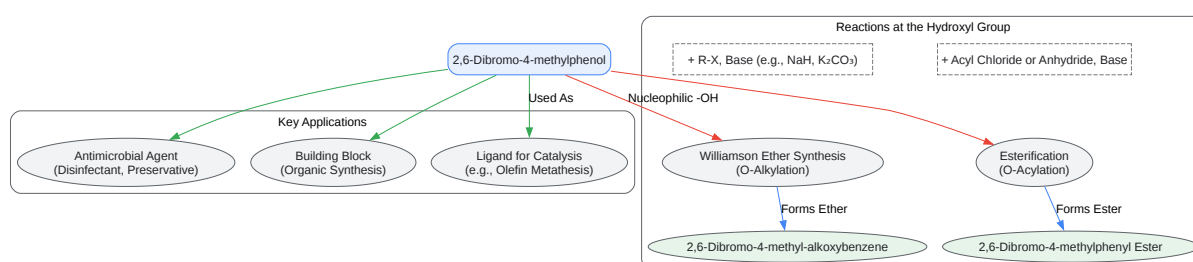 Reactions at the Hydroxyl Group
2,6-Dibromo-4-methylphenol
+ R-X, Base (e.g., NaH, K₂CO₃)
+ Acyl Chloride or Anhydride, Base
Used As
Nucleophilic -OH
Key Applications
Antimicrobial Agent
(Disinfectant, Preservative)
Building Block
(Organic Synthesis)
Ligand for Catalysis
(e.g., Olefin Metathesis)
Williamson Ether Synthesis
(O-Alkylation)
Esterification
(O-Acylation)
Forms Ether
Forms Ester
2,6-Dibromo-4-methyl-alkoxybenzene
2,6-Dibromo-4-methylphenyl Ester